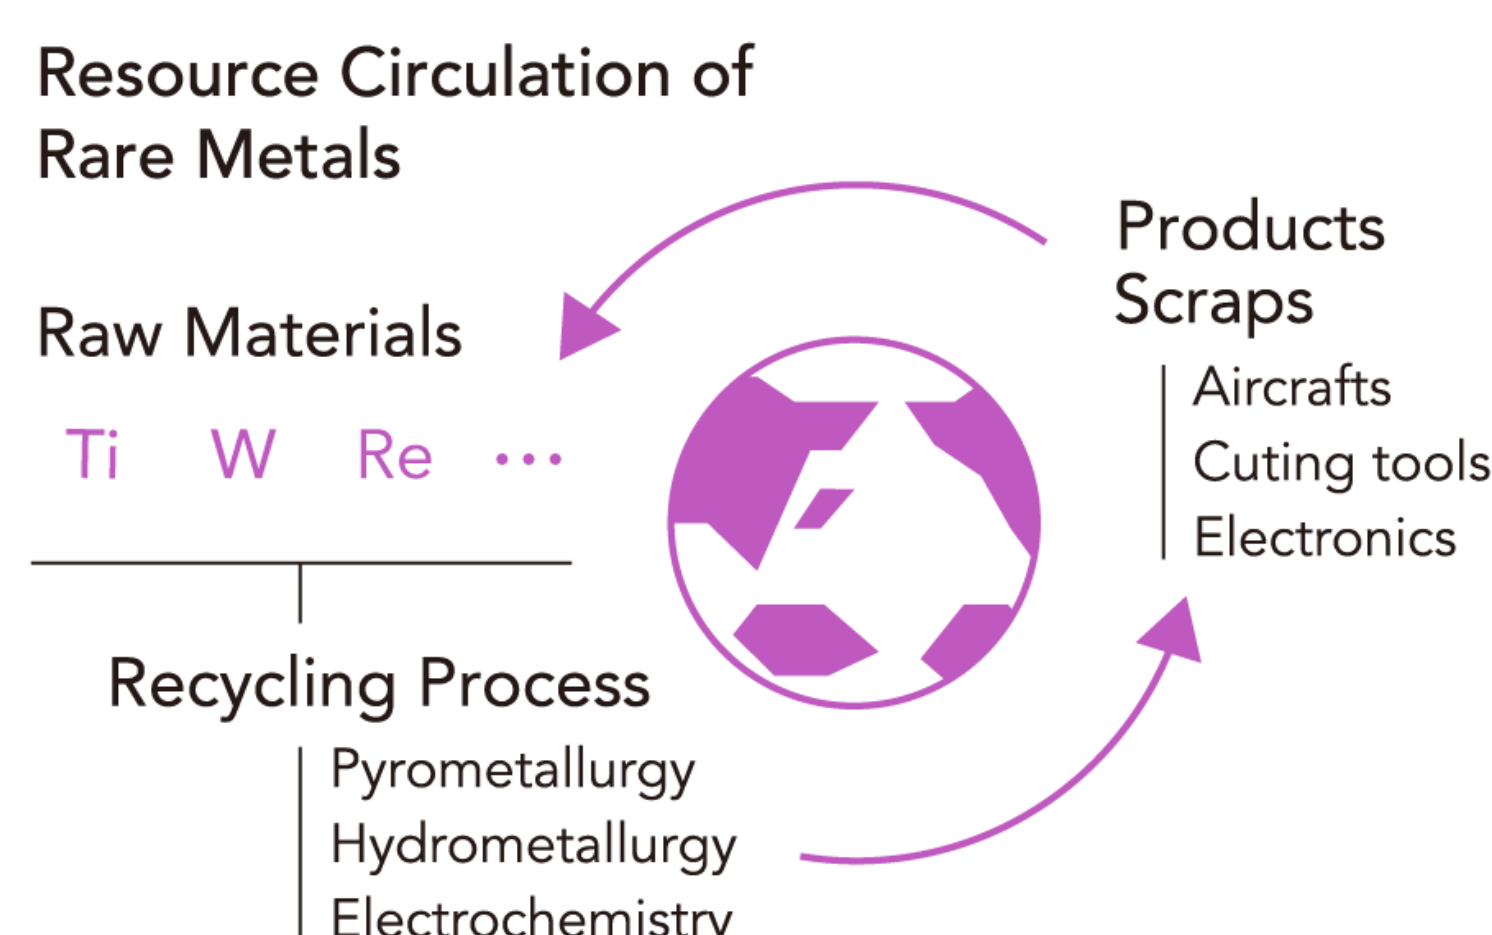 Resource Circulation of
Rare Metals
Raw Materials
Ti W Re ...
Recycling Process
Pyrometallurgy
Hydrometallurgy
Electrochemistry
Products
Scraps
Aircrafts
Cuting tools
Electronics